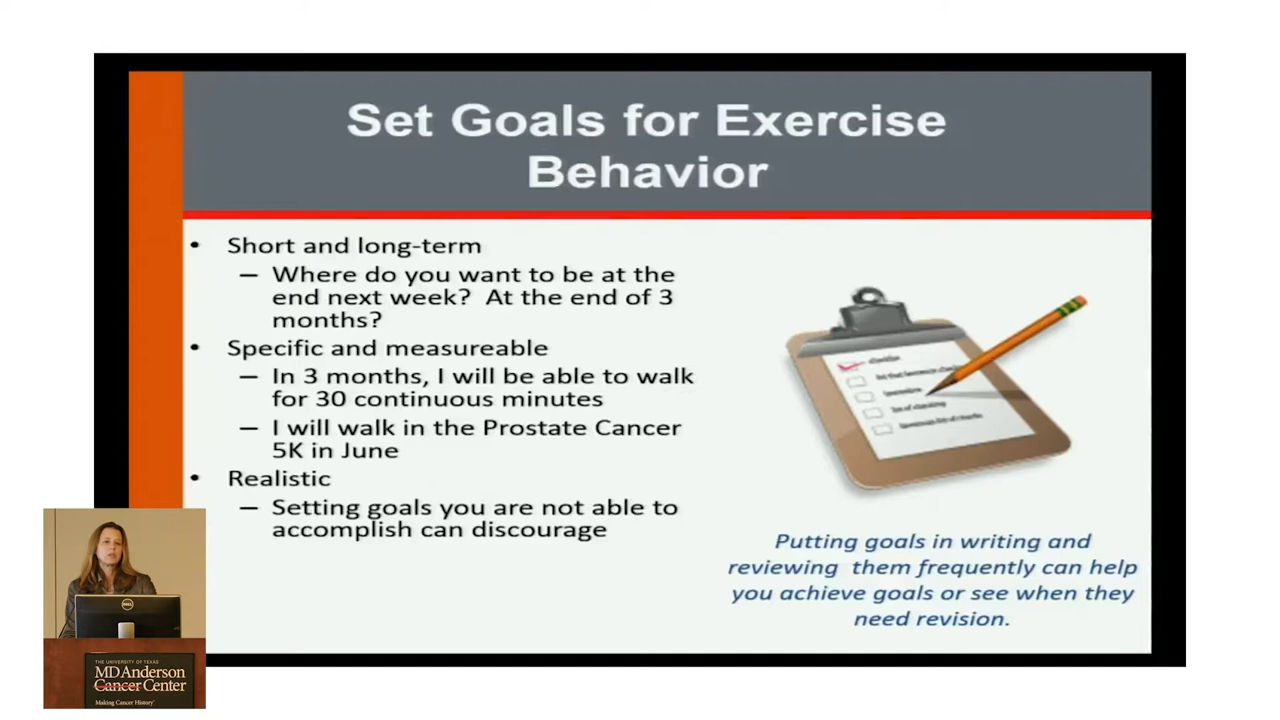 Set Goals for Exercise
Behavior
• Short and long-term
– Where do you want to be at the
end next week? At the end of 3
months?
• Specific and measureable
– In 3 months, I will be able to walk
for 30 continuous minutes
– I will walk in the Prostate Cancer
5K in June
• Realistic
– Setting goals you are not able to
accomplish can discourage
checklist
Putting goals in writing and
reviewing them frequently can help
you achieve goals or see when they
need revision.
DELL
THE UNIVERSITY OF TEXAS
MD Anderson
Cancer Center
Making Cancer History®